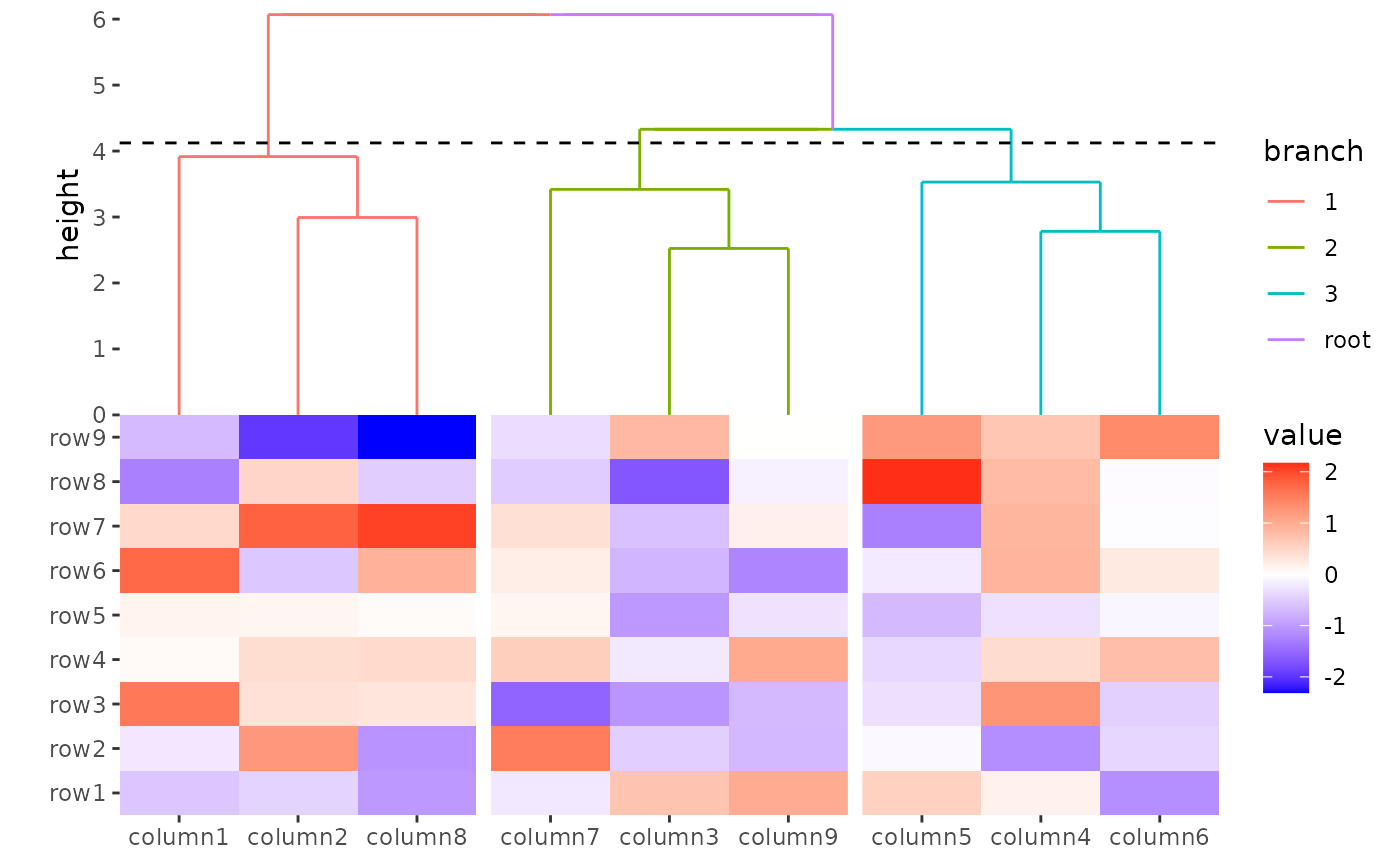 height
6
5
4
3
2
1
0
branch
1
2
3
root
row9
row8
row7
row6
row5
row4
row3
row2
row1
value
2
1
0
-1
-2
column1 column2 column8 column7 column3 column9 column5 column4 column6